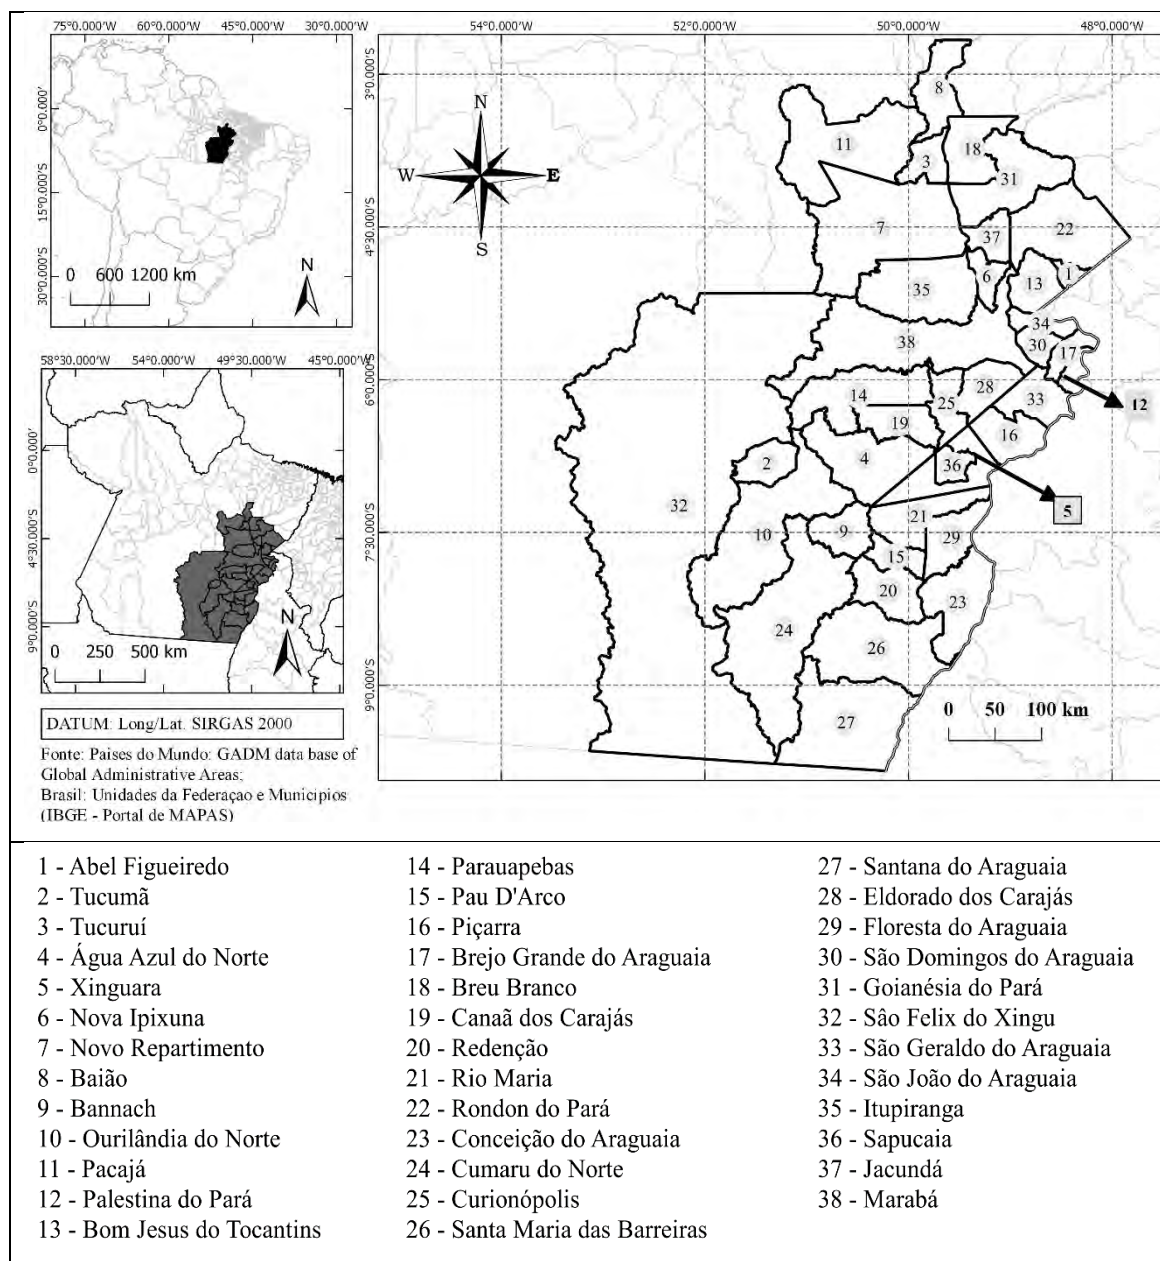 75°0.000'W 60°0.000'W 45°0.000'W 30°0.000'W
0°0.000'
15°0.000'S
30°0.000'S
0 600 1200 km
N
58°30.000'W 54°0.000'W 49°30.000'W 45°0.000'W
0°0.000'
4°30.000'S
9°0.000'S
N
0 250 500 km
DATUM: Long/Lat. SIRGAS 2000
Fonte: Paises do Mundo: GADM data base of
Global Administrative Areas;
Brasil: Unidades da Federaçao e Municipios
(IBGE - Portal de MAPAS)
54°0.000'W 52°0.000'W 50°0.000'W 48°0.000'W
3°0.000'S
4°30.000'S
6°0.000'S
7°30.000'S
9°0.000'S
N
W E
S
8
11
3
18
31
7
37
22
6
13
1
35
34
30
17
38
12
14
25
28
33
19
16
2
4
36
32
5
21
10
9
29
15
20
23
24
26
27
0 50 100 km
1 - Abel Figueiredo
2 - Tucumã
3 - Tucuruí
4 - Água Azul do Norte
5 - Xinguara
6 - Nova Ipixuna
7 - Novo Repartimento
8 - Baião
9 - Bannach
10 - Ourilândia do Norte
11 - Pacajá
12 - Palestina do Pará
13 - Bom Jesus do Tocantins
14 - Parauapebas
15 - Pau D'Arco
16 - Piçarra
17 - Brejo Grande do Araguaia
18 - Breu Branco
19 - Canaã dos Carajás
20 - Redenção
21 - Rio Maria
22 - Rondon do Pará
23 - Conceição do Araguaia
24 - Cumaru do Norte
25 - Curionópolis
26 - Santa Maria das Barreiras
27 - Santana do Araguaia
28 - Eldorado dos Carajás
29 - Floresta do Araguaia
30 - São Domingos do Araguaia
31 - Goianésia do Pará
32 - Sâo Felix do Xingu
33 - São Geraldo do Araguaia
34 - São João do Araguaia
35 - Itupiranga
36 - Sapucaia
37 - Jacundá
38 - Marabá